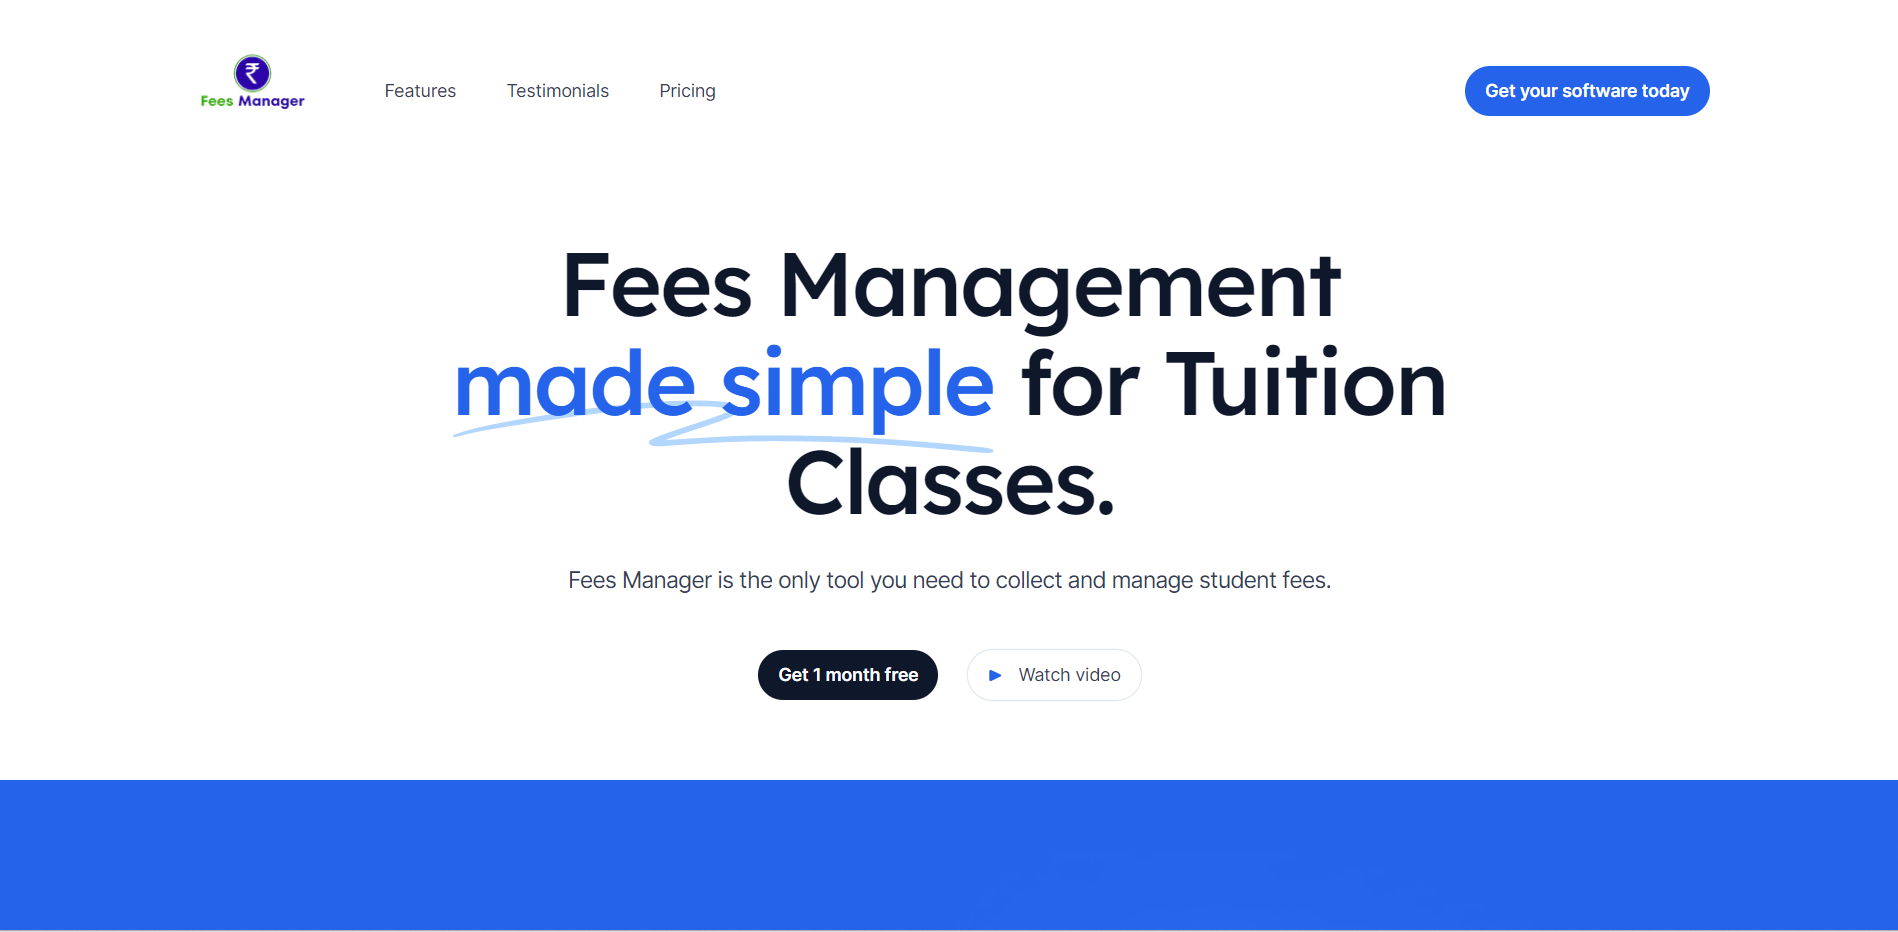 ₹
Fees Manager
Features
Testimonials
Pricing
Get your software today
Fees Management
made simple for Tuition
Classes.
Fees Manager is the only tool you need to collect and manage student fees.
Get 1 month free
Watch video